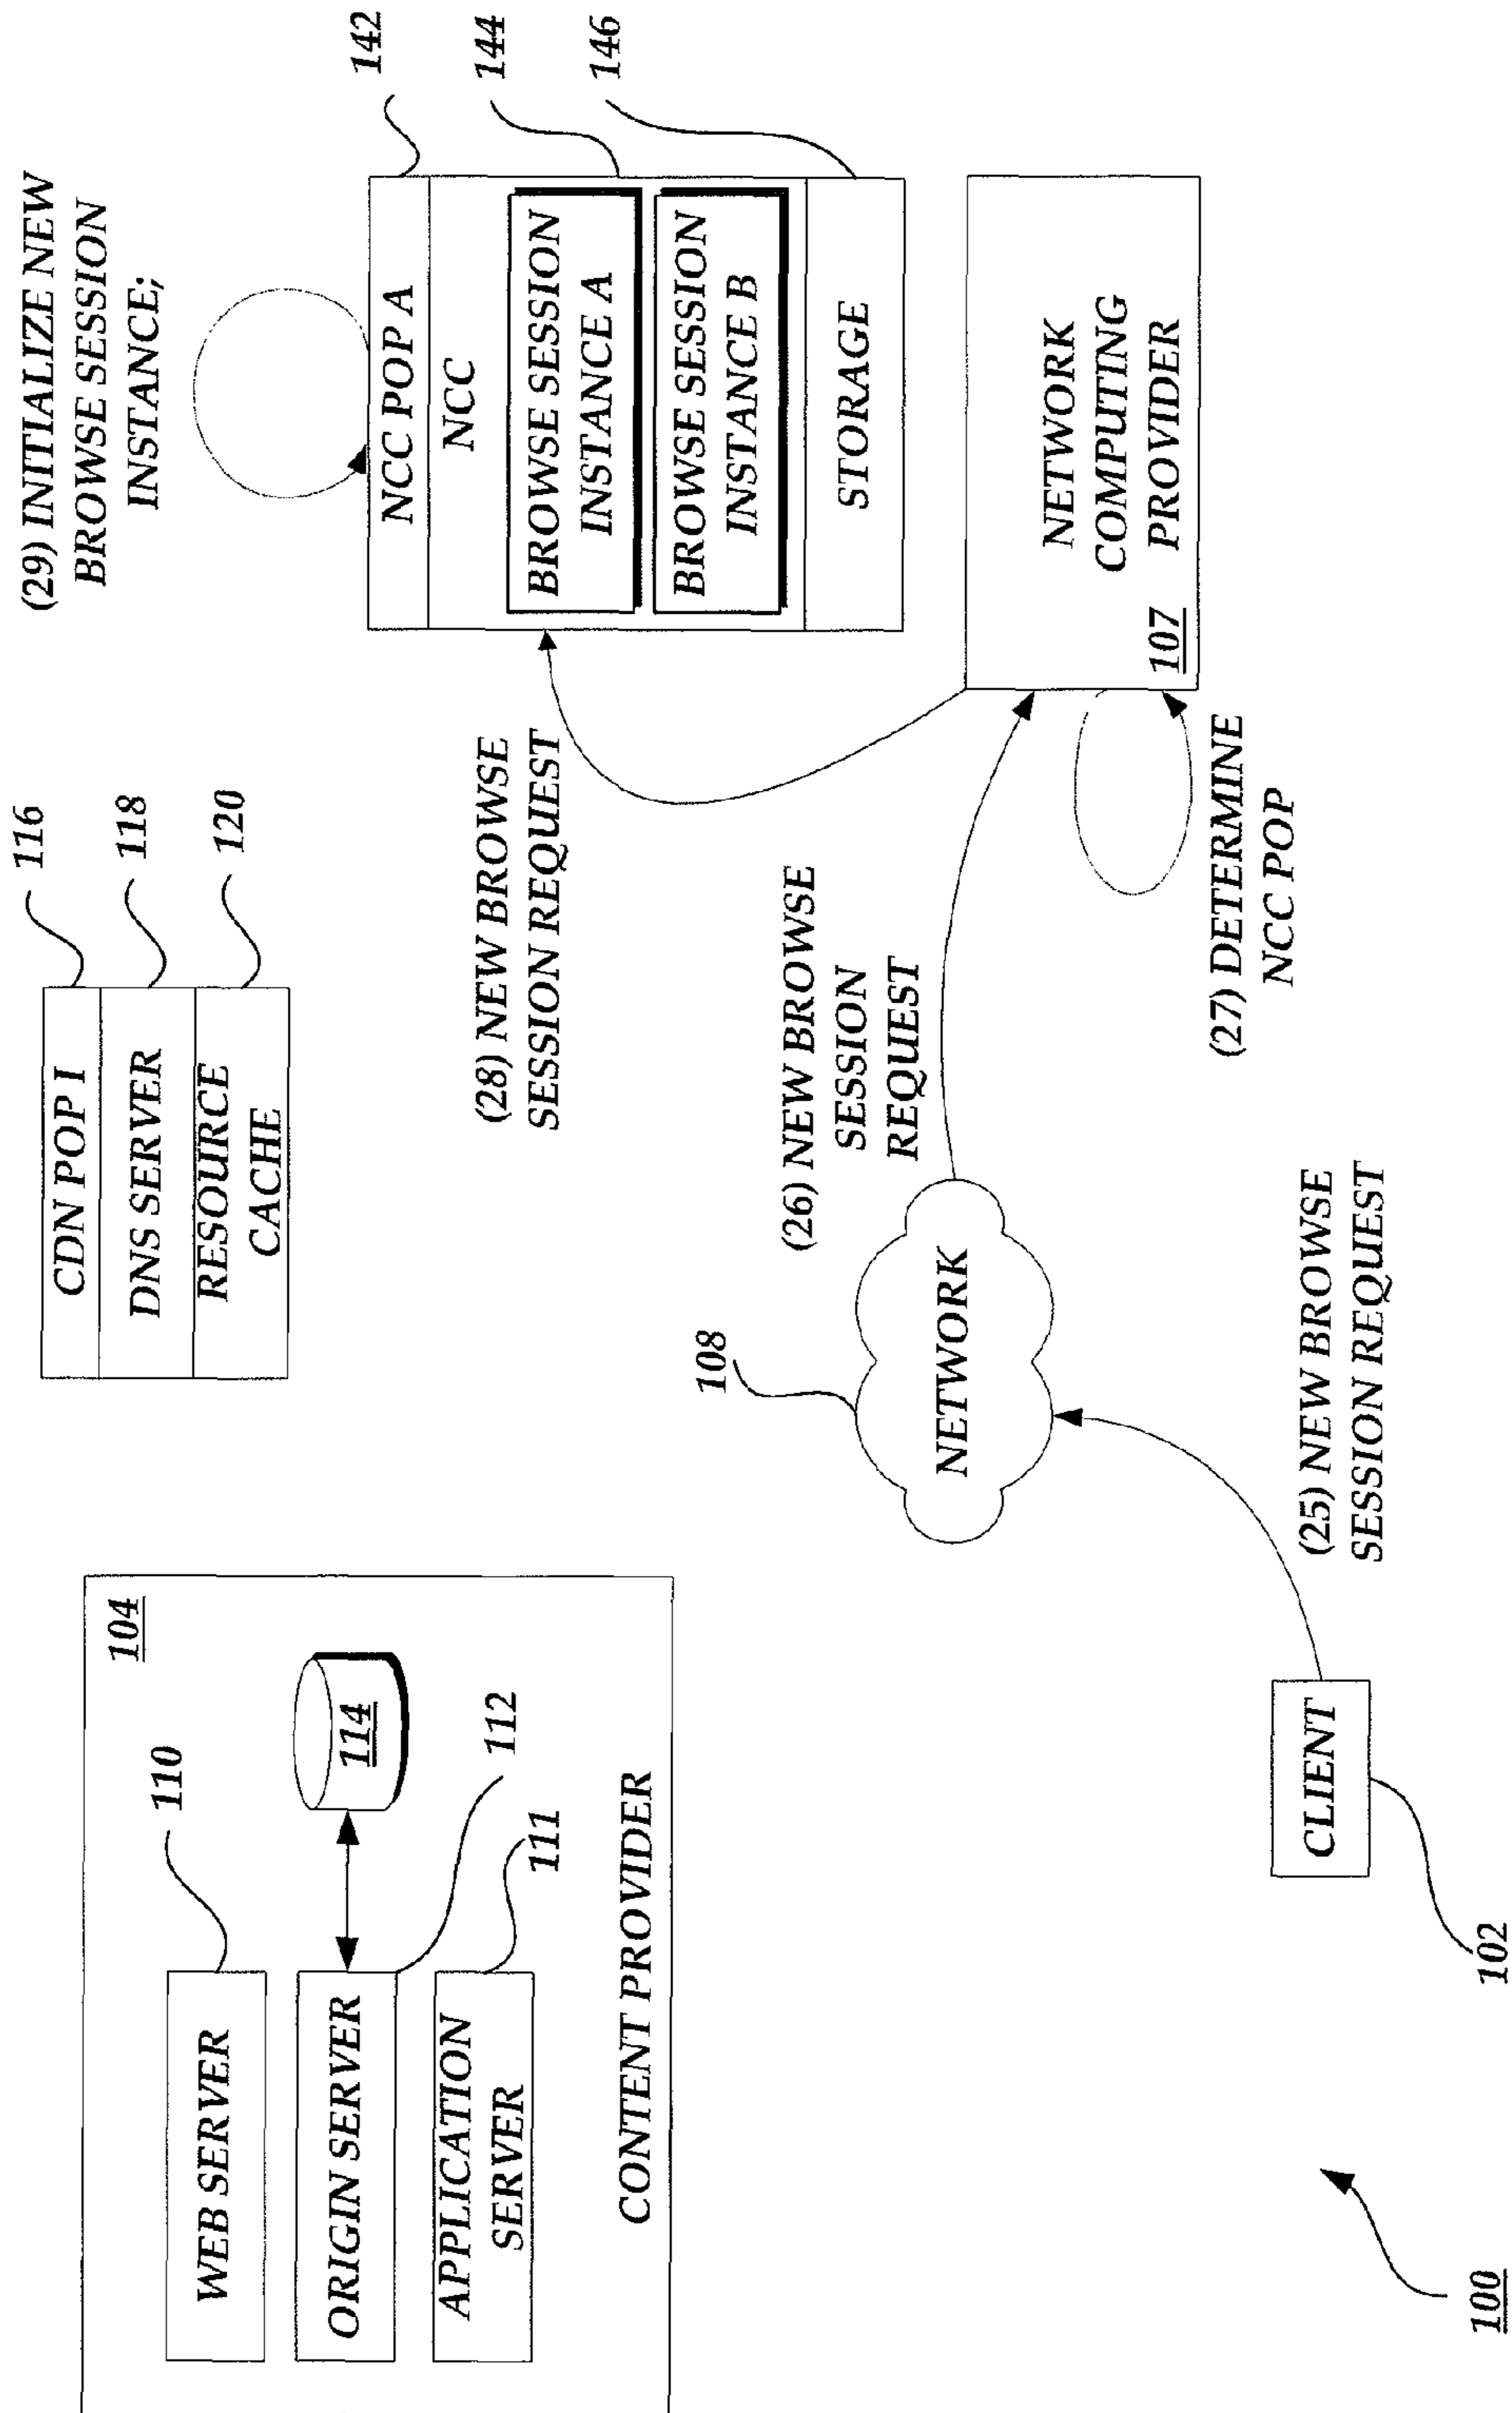 104
110
WEB SERVER
ORIGIN SERVER
114
112
APPLICATION
SERVER
111
CONTENT PROVIDER
CDN POP I
DNS SERVER
RESOURCE
CACHE
116
118
120
(29) INITIALIZE NEW
BROWSE SESSION
INSTANCE;
NCC POP A
NCC
BROWSE SESSION
INSTANCE A
BROWSE SESSION
INSTANCE B
STORAGE
142
144
146
(28) NEW BROWSE
SESSION REQUEST
108
NETWORK
(26) NEW BROWSE
SESSION
REQUEST
NETWORK
COMPUTING
PROVIDER
107
(27) DETERMINE
NCC POP
(25) NEW BROWSE
SESSION REQUEST
CLIENT
102
100